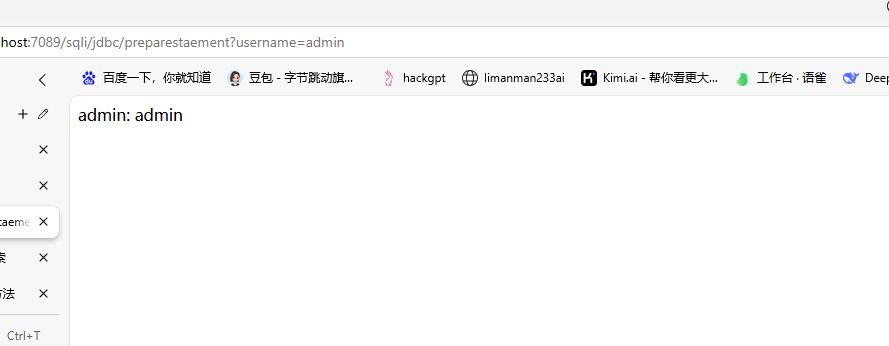 host:7089/sqli/jdbc/preparestaement?username=admin
百度一下，你就知道 豆包 - 字节跳动旗... hackgpt limanman233ai Kimi.ai - 帮你看更大... 工作台 · 语雀 Deep
admin: admin
taeme
索
方法
Ctrl+T